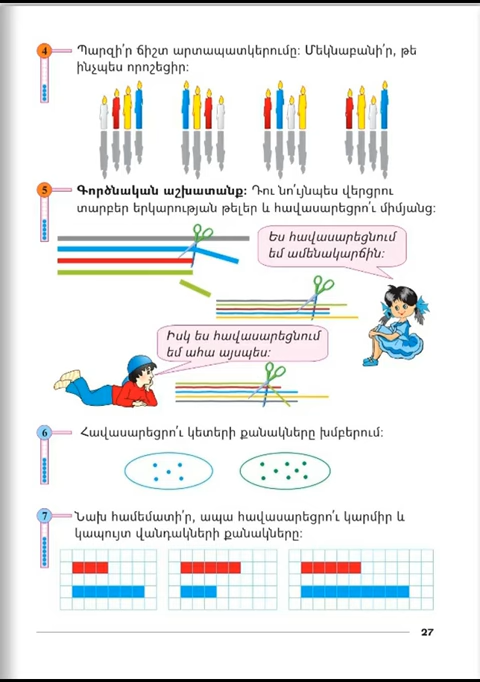 4
Պարզի՛ր ճիշտ արտապատկերումը: Մեկնաբանի՛ր, թե
ինչպես որոշեցիր:
5
Գործնական աշխատանք: Դու նո՛ւյնպես վերցրու
տարբեր երկարության թելեր և հավասարեցրո՛ւ միմյանց:
Ես հավասարեցնում
եմ ամենակարճին:
Իսկ ես հավասարեցնում
եմ ահա այսպես:
6
Հավասարեցրո՛ւ կետերի քանակները խմբերում:
7
Նախ համեմատի՛ր, ապա հավասարեցրո՛ւ կարմիր և
կապույտ վանդակների քանակները:
27